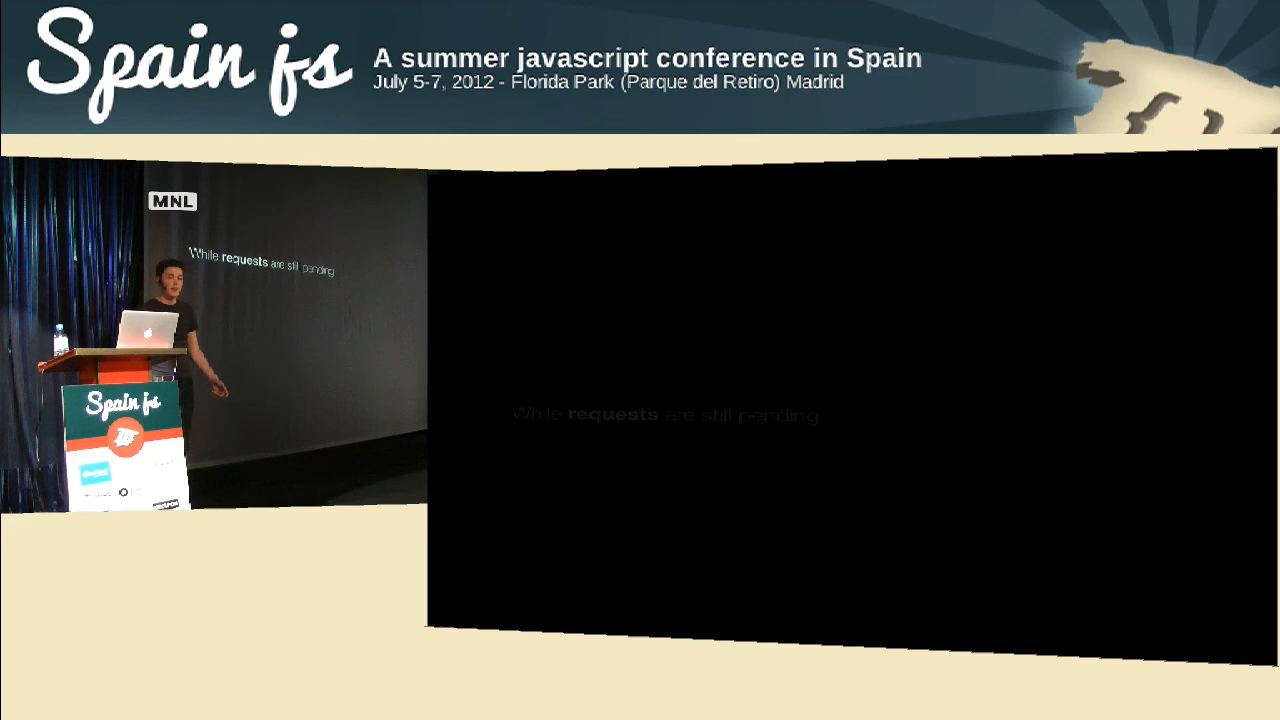 Spain js
A summer javascript conference in Spain
July 5-7, 2012 - Florida Park (Parque del Retiro) Madrid
MNL
While requests are still pending
Spain js
While requests are still pending